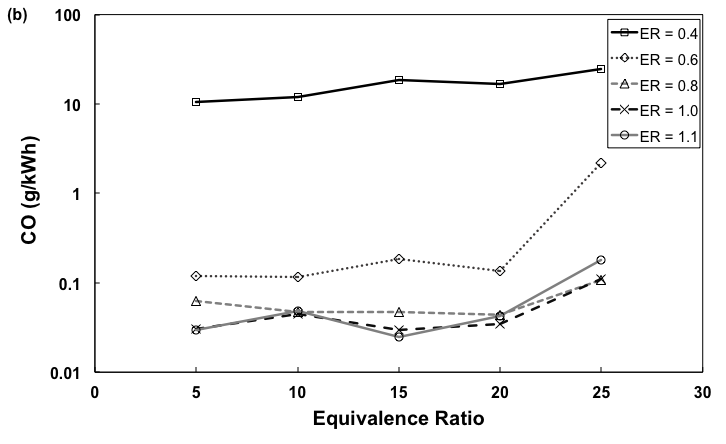 (b)
100
10
1
0.1
0.01
CO (g/kWh)
ER = 0.4
ER = 0.6
ER = 0.8
ER = 1.0
ER = 1.1
0 5 10 15 20 25 30
Equivalence Ratio